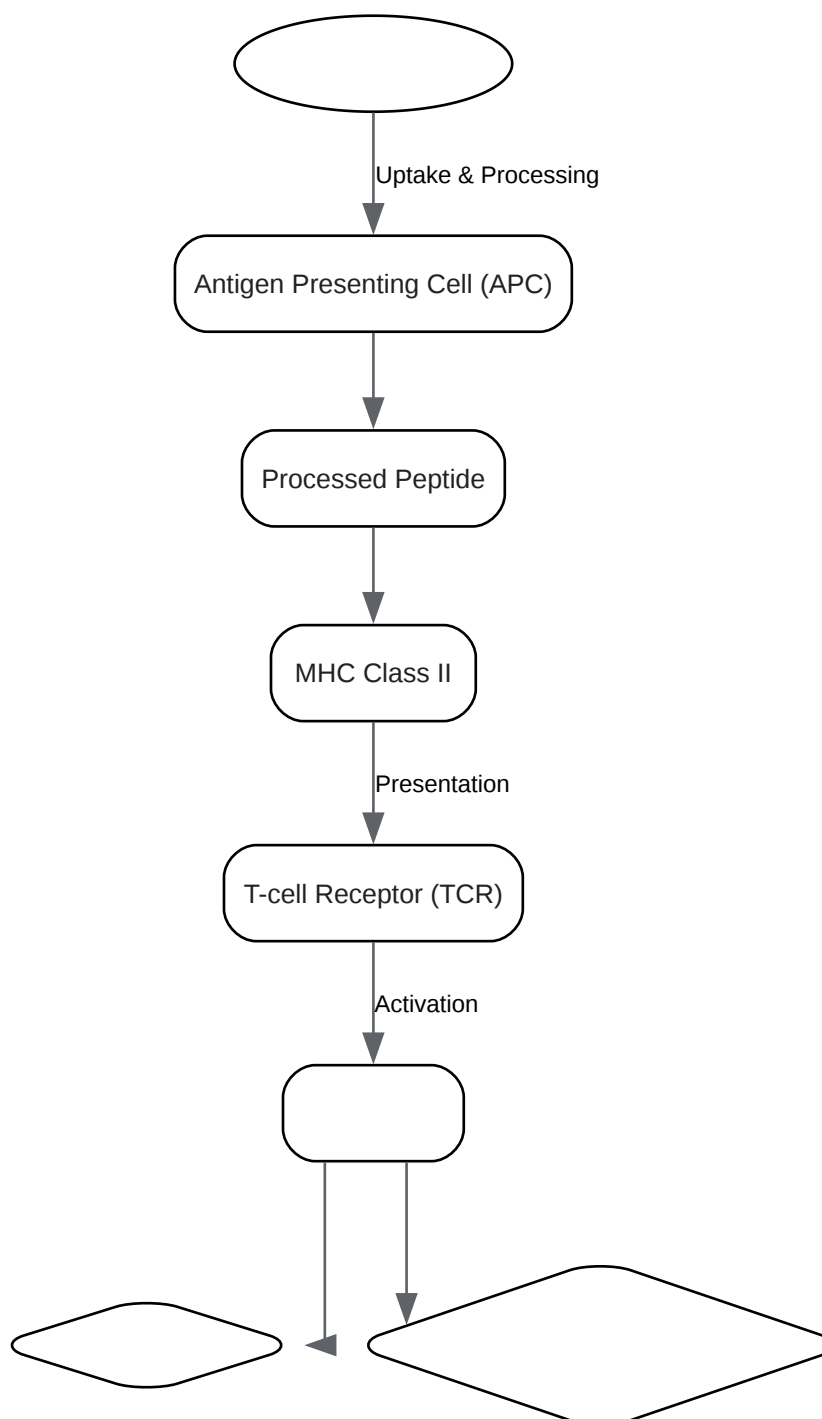 Uptake & Processing
Antigen Presenting Cell (APC)
Processed Peptide
MHC Class II
Presentation
T-cell Receptor (TCR)
Activation